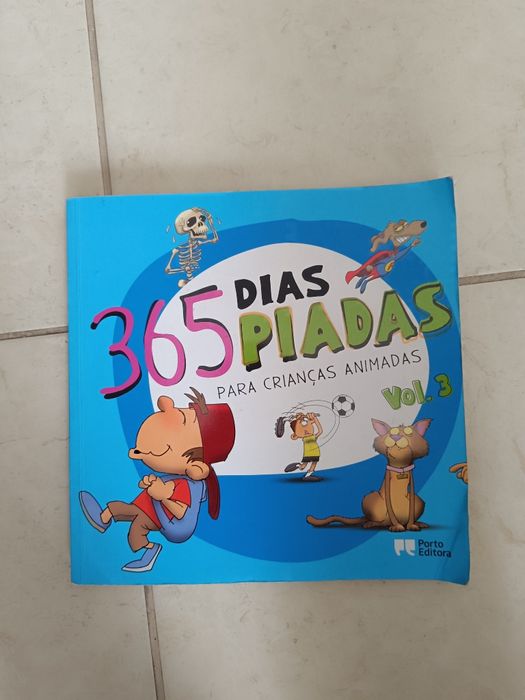 365 DIAS
PIADAS
PARA CRIANÇAS ANIMADAS
Vol. 3
Porto
Editora